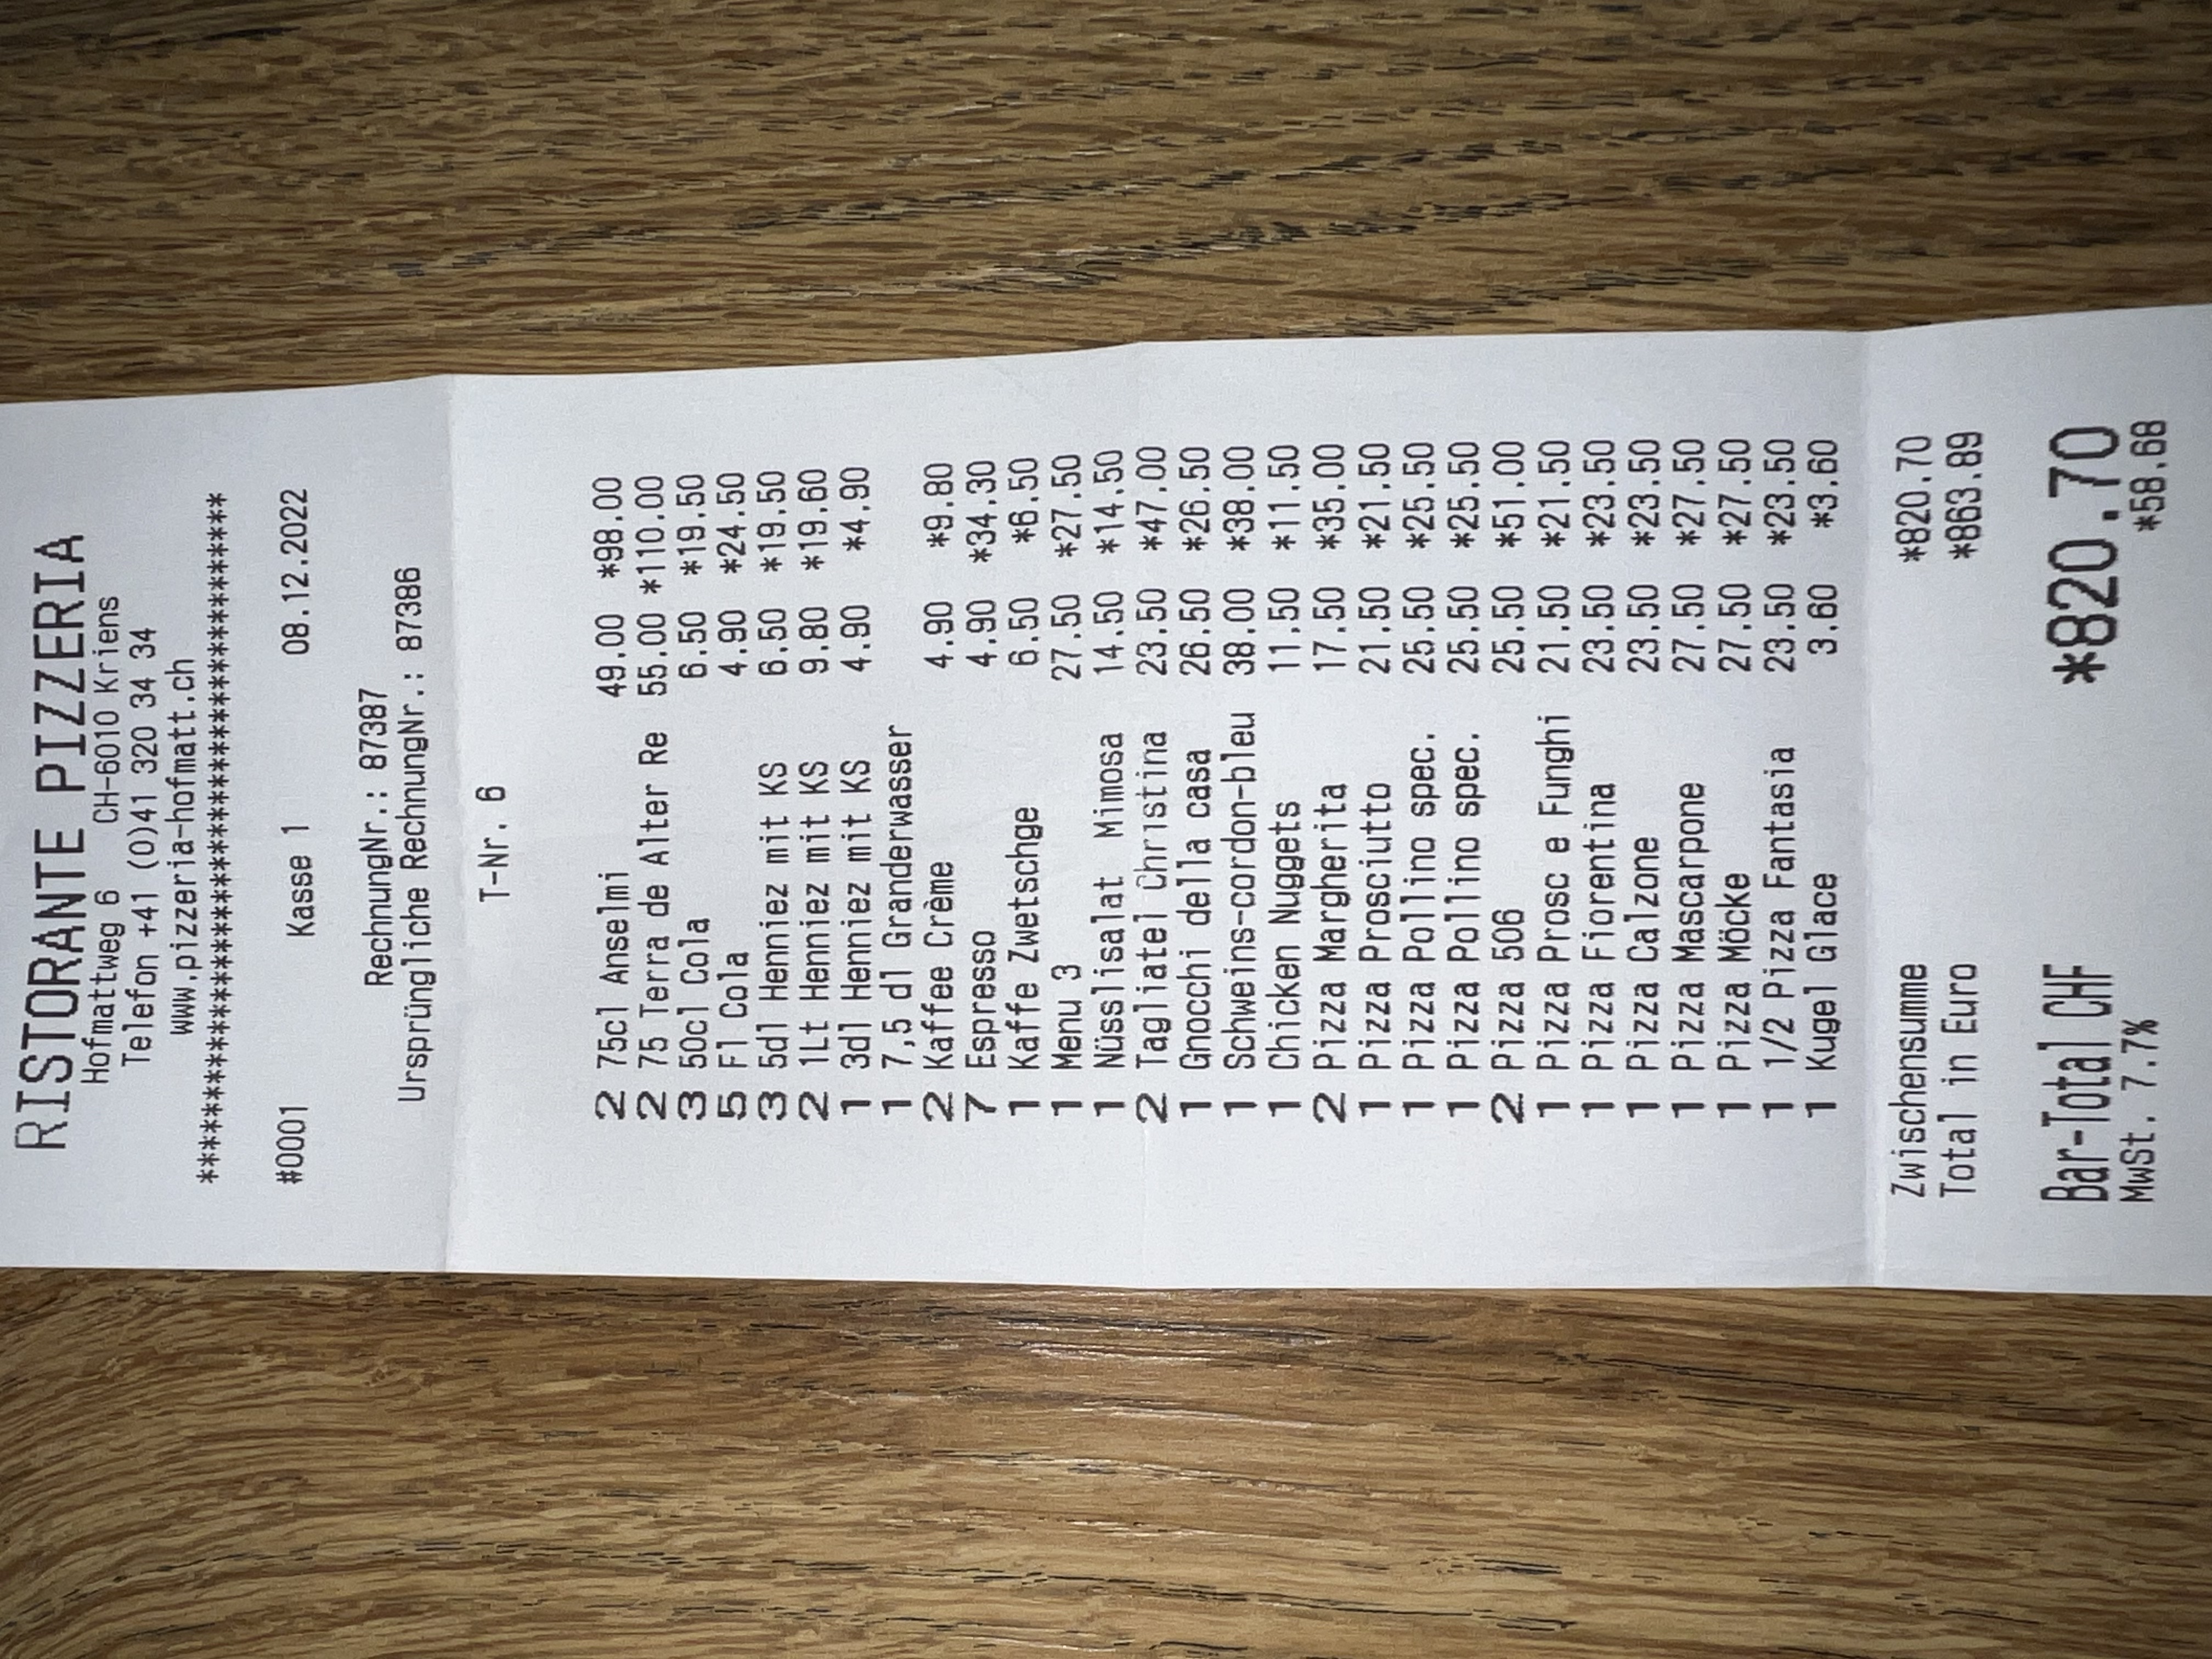 RISTORANTE PIZZERIA
Hofmattweg 6 CH-6010 Kriens
Telefon +41 (0)41 320 34 34
www.pizzeria-hofmatt.ch
******************************************
#0001 Kasse 1 08.12.2022
RechnungNr.: 87387
Ursprüngliche RechnungNr.: 87386
T-Nr. 6
2 75cl Anselmi 49.00 *98.00
2 75 Terra de Alter Re 55.00 *110.00
3 50cl Cola 6.50 *19.50
5 Fl Cola 4.90 *24.50
3 5dl Henniez mit KS 6.50 *19.50
2 1Lt Henniez mit KS 9.80 *19.60
1 3dl Henniez mit KS 4.90 *4.90
1 7,5 dl Granderwasser
2 Kaffee Crème 4.90 *9.80
7 Espresso 4.90 *34.30
1 Kaffe Zwetschge 6.50 *6.50
1 Menu 3 27.50 *27.50
1 Nüsslisalat Mimosa 14.50 *14.50
2 Tagliatel Christina 23.50 *47.00
1 Gnocchi della casa 26.50 *26.50
1 Schweins-cordon-bleu 38.00 *38.00
1 Chicken Nuggets 11.50 *11.50
2 Pizza Margherita 17.50 *35.00
1 Pizza Prosciutto 21.50 *21.50
1 Pizza Pollino spec. 25.50 *25.50
1 Pizza Pollino spec. 25.50 *25.50
2 Pizza 506 25.50 *51.00
1 Pizza Prosc e Funghi 21.50 *21.50
1 Pizza Fiorentina 23.50 *23.50
1 Pizza Calzone 23.50 *23.50
1 Pizza Mascarpone 27.50 *27.50
1 Pizza Möcke 27.50 *27.50
1 1/2 Pizza Fantasia 23.50 *23.50
1 Kugel Glace 3.60 *3.60
Zwischensumme *820.70
Total in Euro *863.89
Bar-Total CHF *820.70
MwSt. 7.7% *58.68